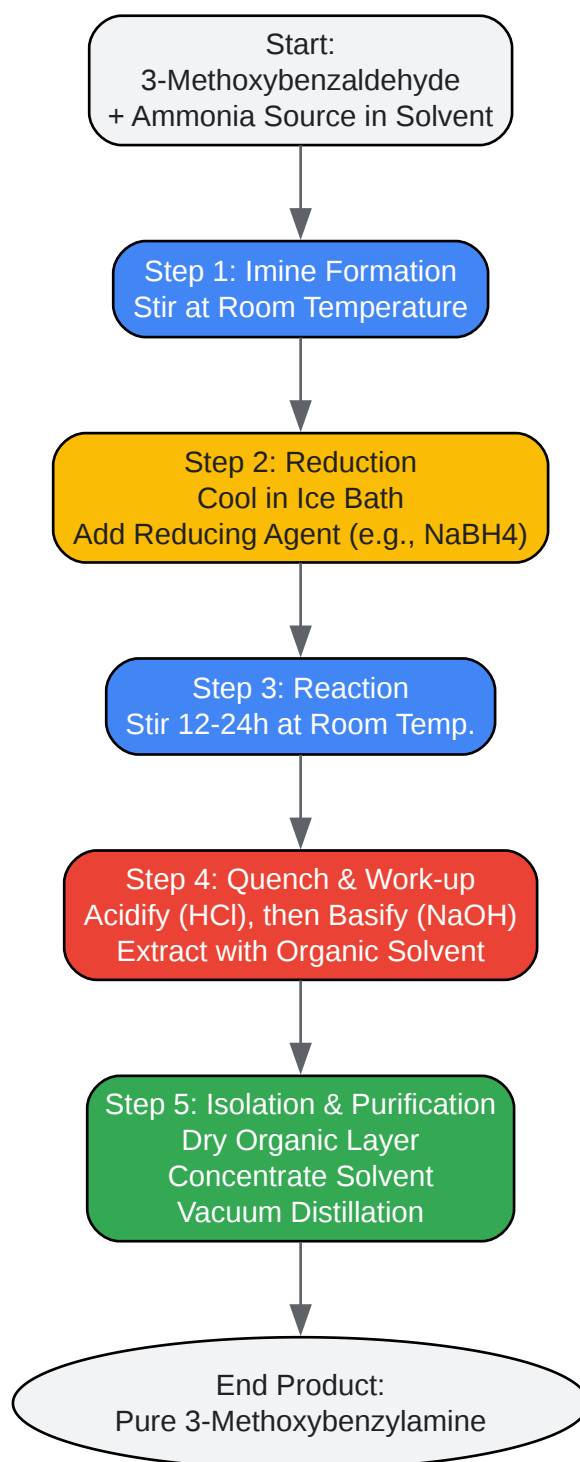 Start:
3-Methoxybenzaldehyde
+ Ammonia Source in Solvent
Step 1: Imine Formation
Stir at Room Temperature
Step 2: Reduction
Cool in Ice Bath
Add Reducing Agent (e.g., NaBH4)
Step 3: Reaction
Stir 12-24h at Room Temp.
Step 4: Quench & Work-up
Acidify (HCl), then Basify (NaOH)
Extract with Organic Solvent
Step 5: Isolation & Purification
Dry Organic Layer
Concentrate Solvent
Vacuum Distillation
End Product:
Pure 3-Methoxybenzylamine